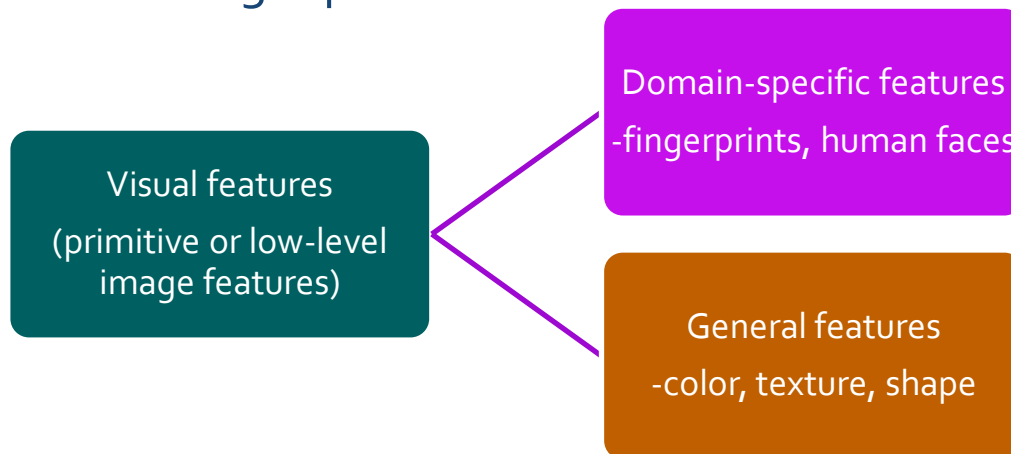 Visual features
(primitive or low-level
image features)
Domain-specific features
-fingerprints, human faces
General features
-color, texture, shape